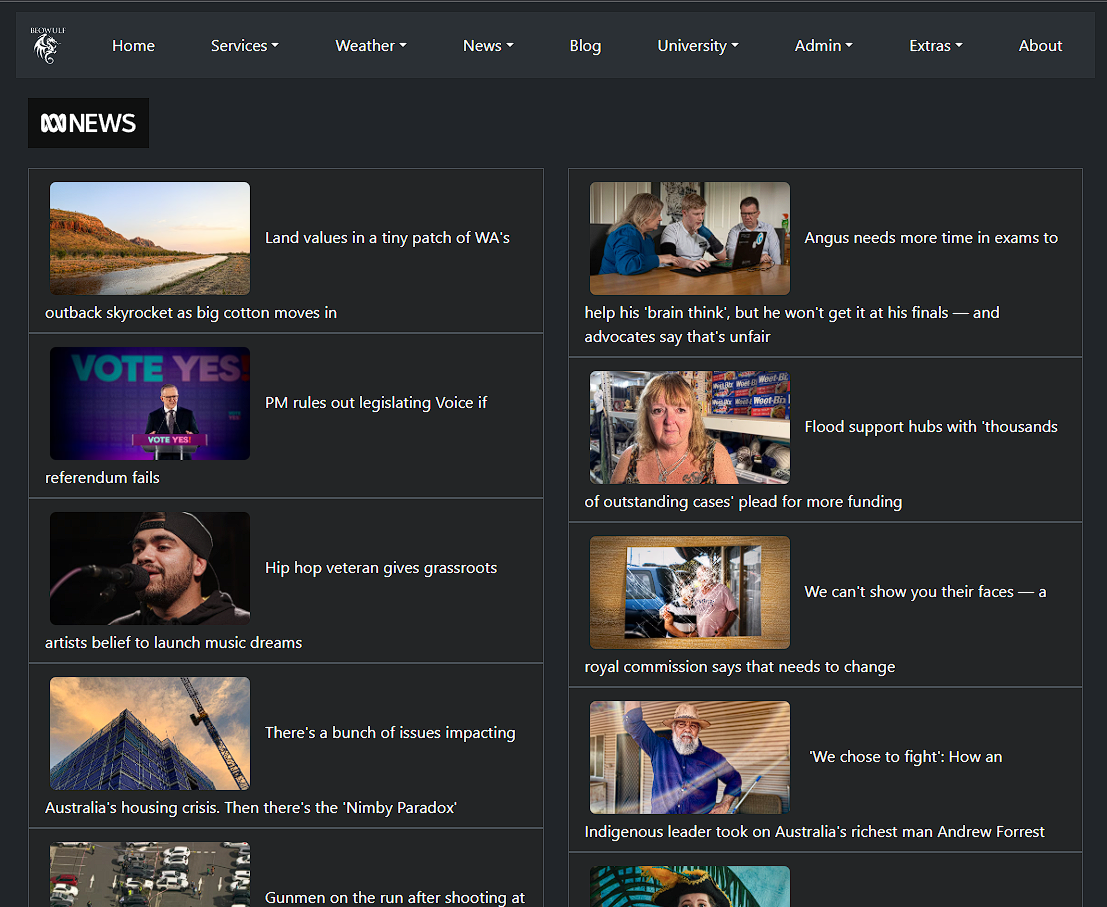 BEOWULF
Home
Services
Weather
News
Blog
University
Admin
Extras
About
NEWS
Land values in a tiny patch of WA's
outback skyrocket as big cotton moves in
VOTE YES!
VOTE YES!
PM rules out legislating Voice if
referendum fails
Hip hop veteran gives grassroots
artists belief to launch music dreams
There's a bunch of issues impacting
Australia's housing crisis. Then there's the 'Nimby Paradox'
Gunmen on the run after shooting at
Angus needs more time in exams to
help his 'brain think', but he won't get it at his finals — and
advocates say that's unfair
Weet-Bix
Flood support hubs with 'thousands
of outstanding cases' plead for more funding
We can't show you their faces — a
royal commission says that needs to change
'We chose to fight': How an
Indigenous leader took on Australia's richest man Andrew Forrest